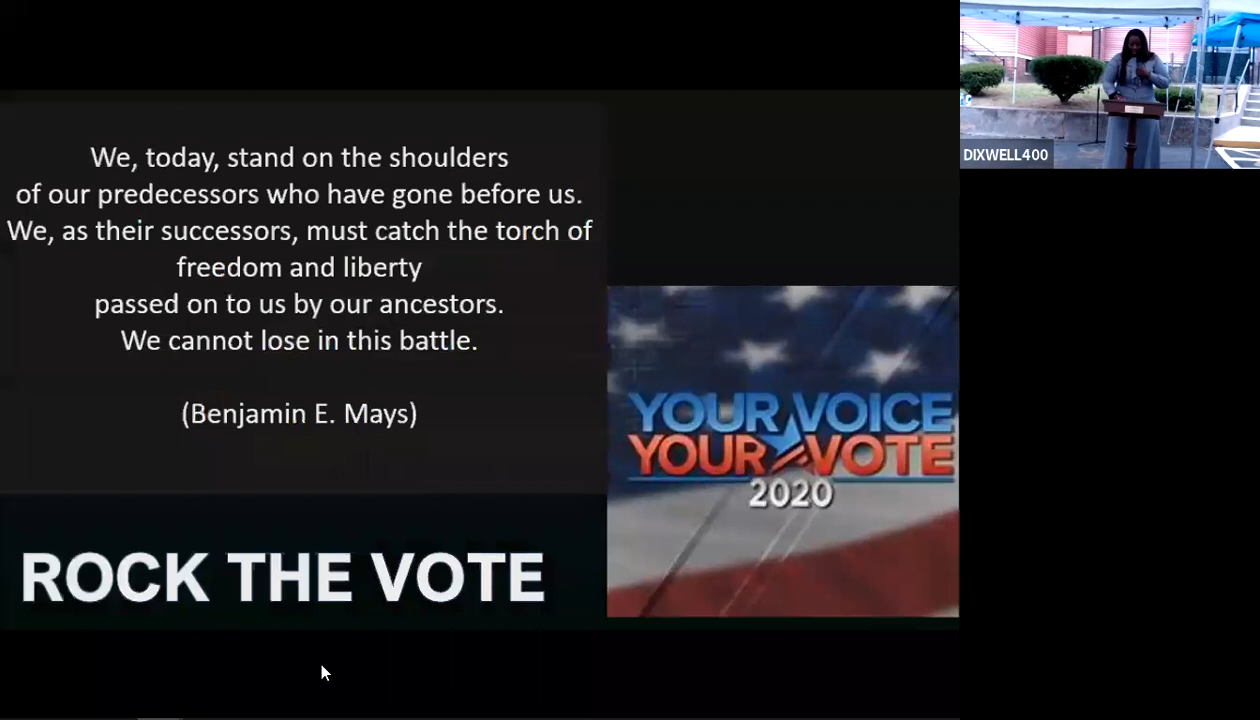 We, today, stand on the shoulders
of our predecessors who have gone before us.
We, as their successors, must catch the torch of
freedom and liberty
passed on to us by our ancestors.
We cannot lose in this battle.
(Benjamin E. Mays)
ROCK THE VOTE
YOUR VOICE
YOUR VOTE
2020
DIXWELL400